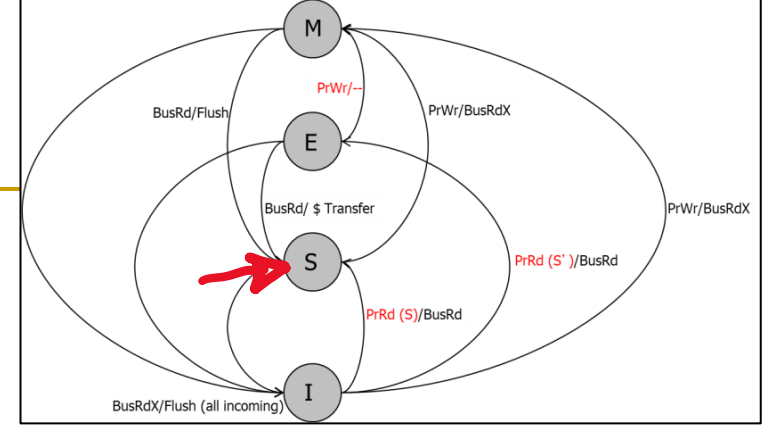 M
PrWr/--
BusRd/Flush
PrWr/BusRdX
E
BusRd/ $ Transfer
PrWr/BusRdX
S
PrRd (S')/BusRd
PrRd (S)/BusRd
I
BusRdX/Flush (all incoming)